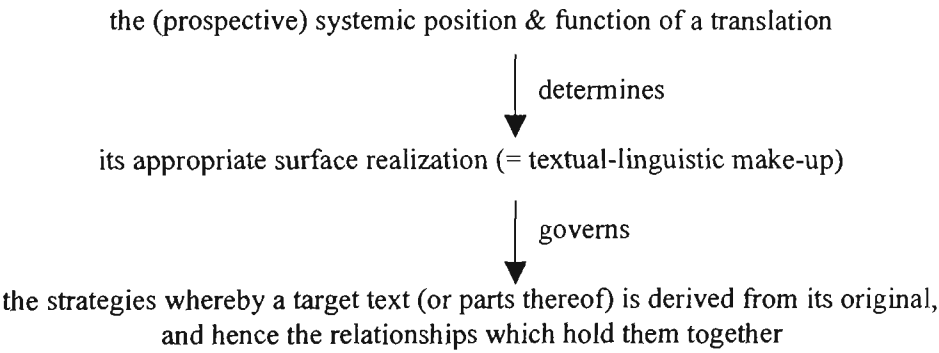 the (prospective) systemic position & function of a translation
determines
its appropriate surface realization (= textual-linguistic make-up)
governs
the strategies whereby a target text (or parts thereof) is derived from its original,
and hence the relationships which hold them together